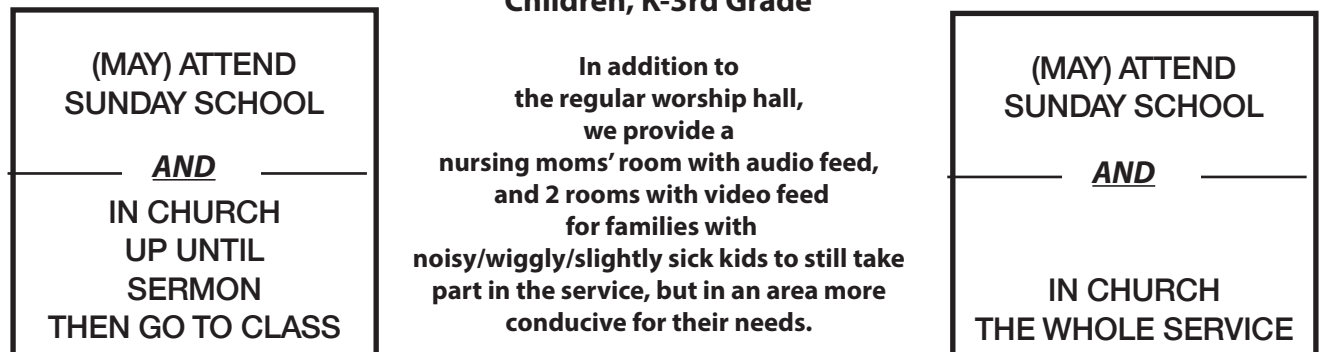 Children, K-3rd Grade
(MAY) ATTEND
SUNDAY SCHOOL
AND
IN CHURCH
UP UNTIL
SERMON
THEN GO TO CLASS
In addition to
the regular worship hall,
we provide a
nursing moms’ room with audio feed,
and 2 rooms with video feed
for families with
noisy/wiggly/slightly sick kids to still take
part in the service, but in an area more
conducive for their needs.
(MAY) ATTEND
SUNDAY SCHOOL
AND
IN CHURCH
THE WHOLE SERVICE